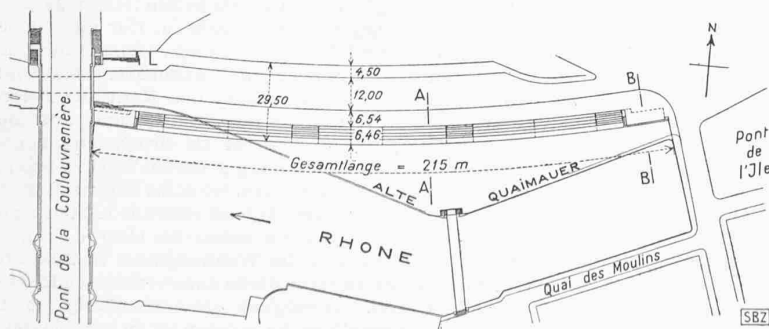 N
4,50
12,00
29,50
A
B
6,54
6,46
Gesamtlänge = 215 m
Pont
de
l'Ile
A
ALTE QUAIMAUER
B
RHONE
Pont de la Coulouvrenière
Quai des Moulins
SBZ